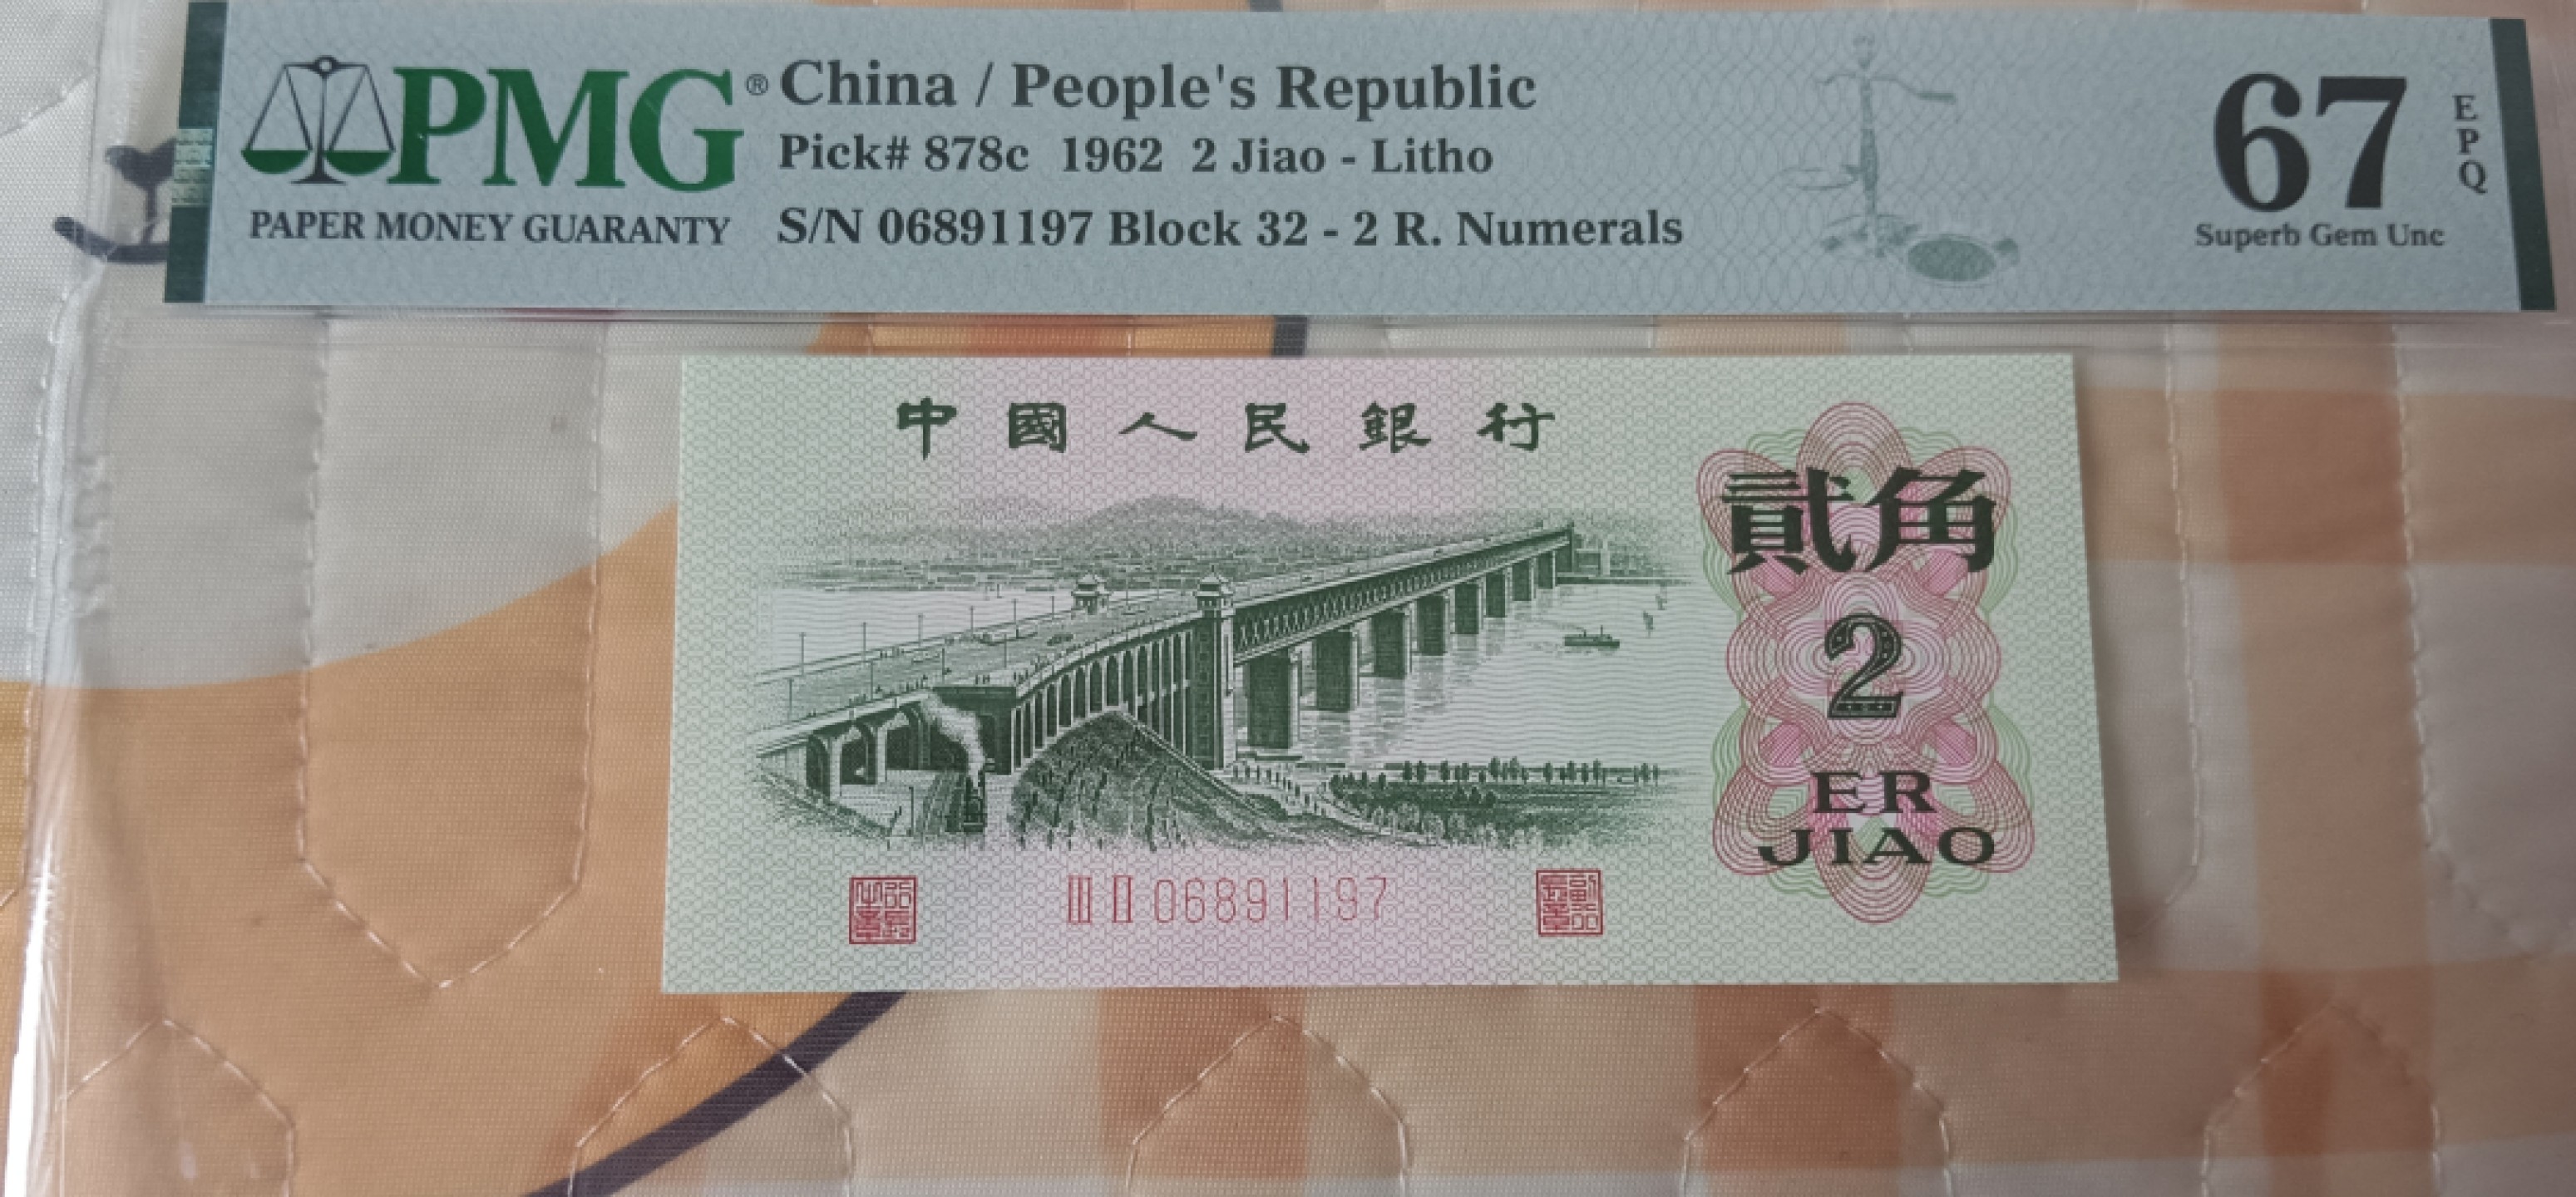 PMG® China / People's Republic
Pick# 878c 1962 2 Jiao - Litho
PAPER MONEY GUARANTY
S/N 06891197 Block 32 - 2 R. Numerals
67
EPQ
Superb Gem Unc
中國人民銀行
貳角
2
ER
JIAO
III II 06891197